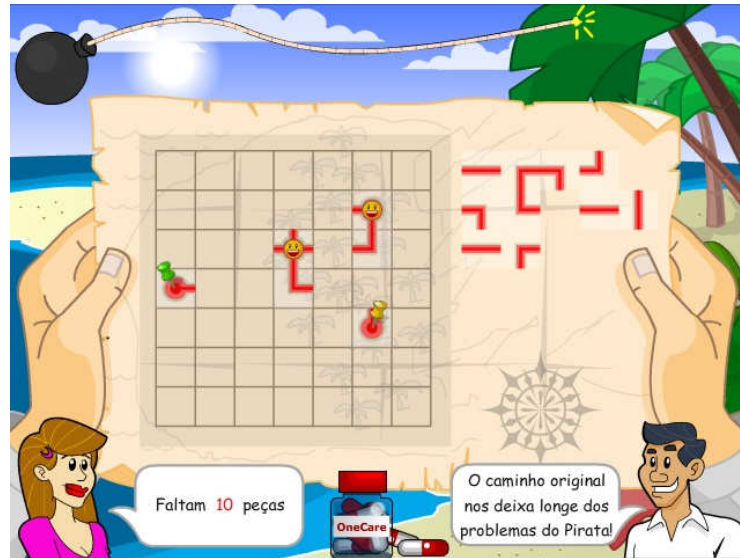 Faltam 10 peças
OneCare
O caminho original
nos deixa longe dos
problemas do Pirata!